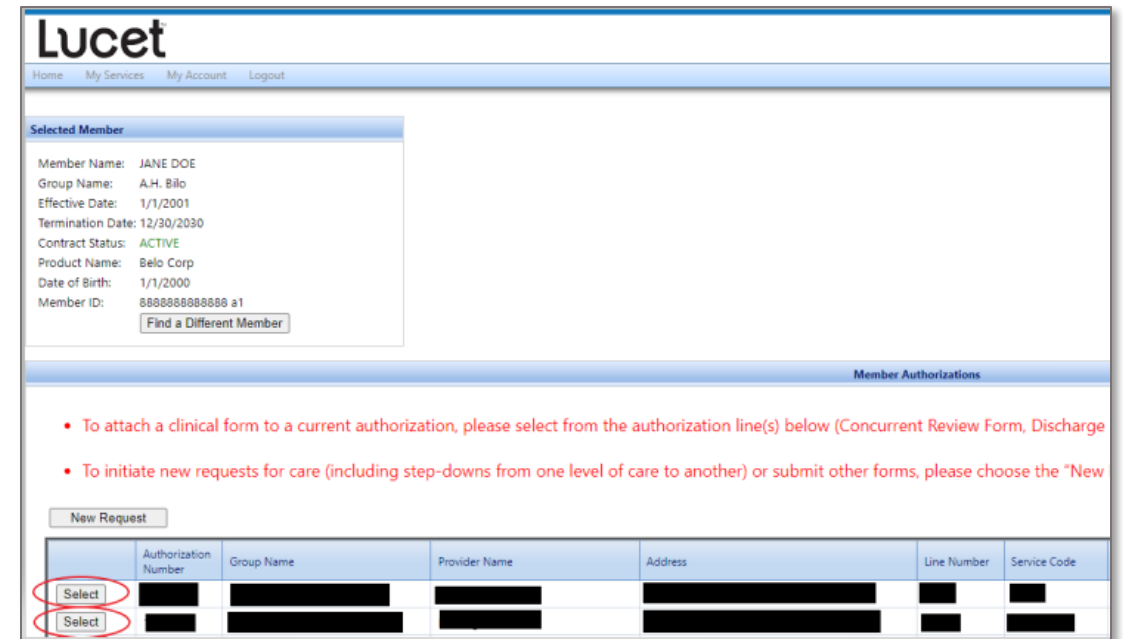 Lucet
Home My Services My Account Logout
Selected Member
Member Name: JANE DOE
Group Name: A.H. Bilo
Effective Date: 1/1/2001
Termination Date: 12/30/2030
Contract Status: ACTIVE
Product Name: Belo Corp
Date of Birth: 1/1/2000
Member ID: 8888888888888 a1
Find a Different Member
Member Authorizations
• To attach a clinical form to a current authorization, please select from the authorization line(s) below (Concurrent Review Form, Discharge
• To initiate new requests for care (including step-downs from one level of care to another) or submit other forms, please choose the "New
New Request
Authorization Number Group Name Provider Name Address Line Number Service Code
Select
Select